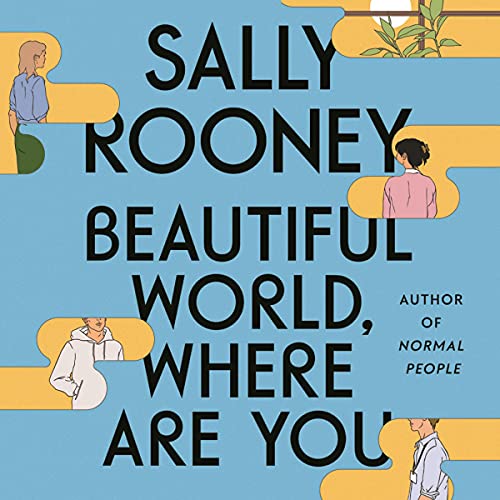 SALLY
ROONEY
BEAUTIFUL
WORLD,
WHERE
ARE YOU
AUTHOR
OF
NORMAL
PEOPLE